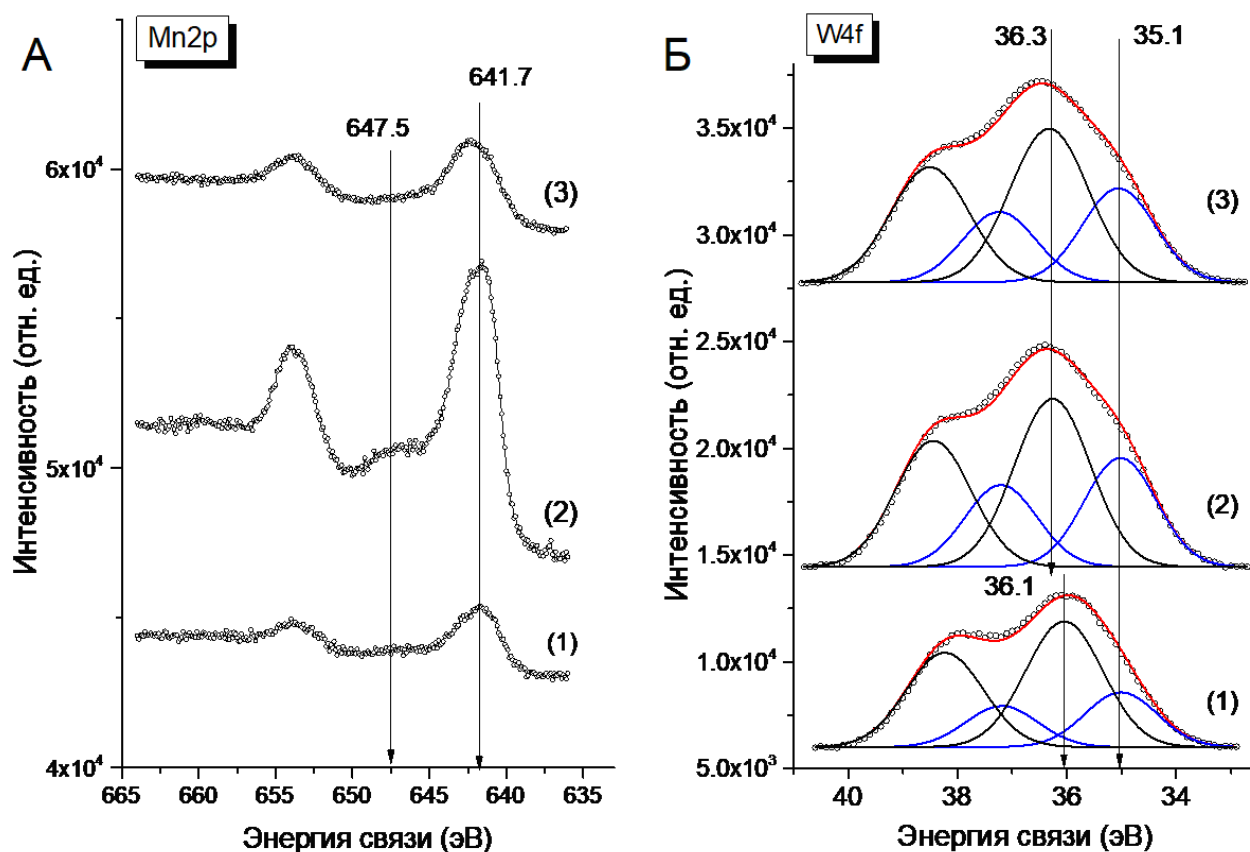 А
Mn2p
641.7
647.5
6x10⁴
(3)
(2)
5x10⁴
(1)
4x10⁴
665 660 655 650 645 640 635
Энергия связи (эВ)
Интенсивность (отн. ед.)
Б
W4f
36.3
35.1
3.5x10⁴
(3)
3.0x10⁴
2.5x10⁴
(2)
2.0x10⁴
1.5x10⁴
36.1
1.0x10⁴
(1)
5.0x10³
40 38 36 34
Энергия связи (эВ)
Интенсивность (отн. ед.)